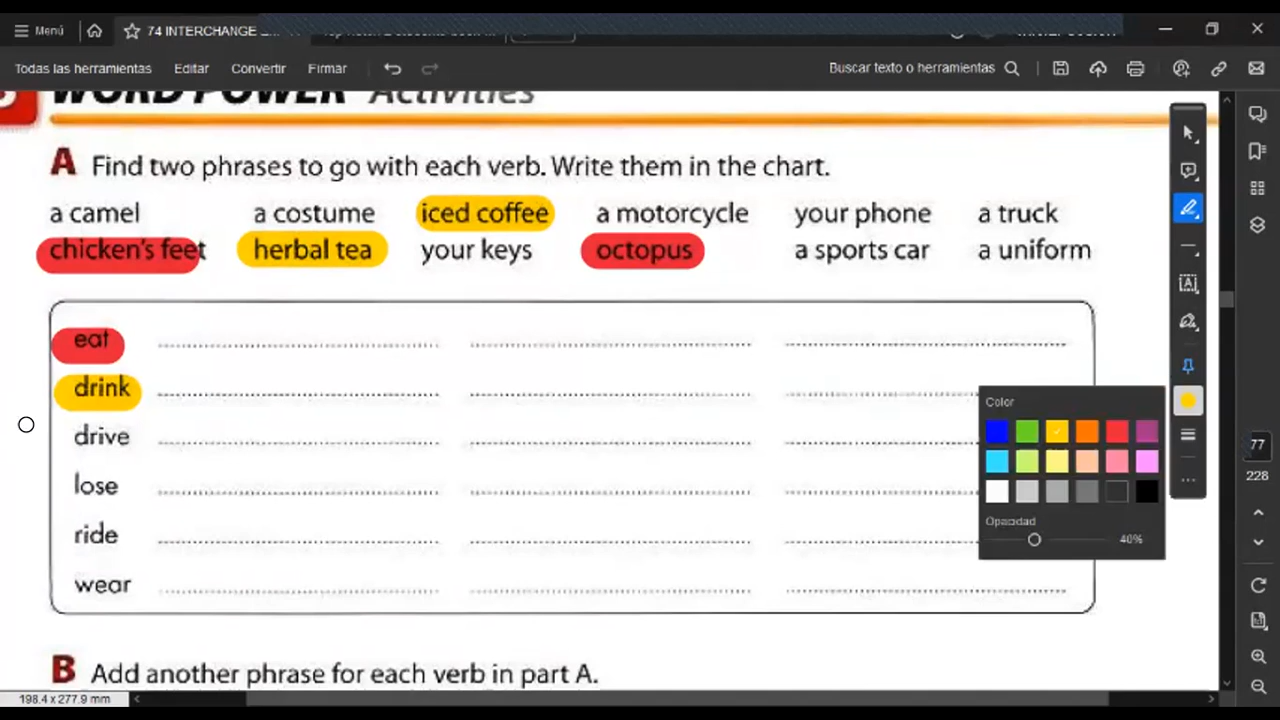 Menú
74 INTERCHANGE
Todas las herramientas Editar Convertir Firmar
Buscar texto o herramientas
WORD POWER Activities
A Find two phrases to go with each verb. Write them in the chart.
a camel a costume iced coffee a motorcycle your phone a truck
chicken's feet herbal tea your keys octopus a sports car a uniform
eat
drink
drive
lose
ride
wear
Color
Opacidad
40%
77
228
B Add another phrase for each verb in part A.
198.4 x 277.9 mm